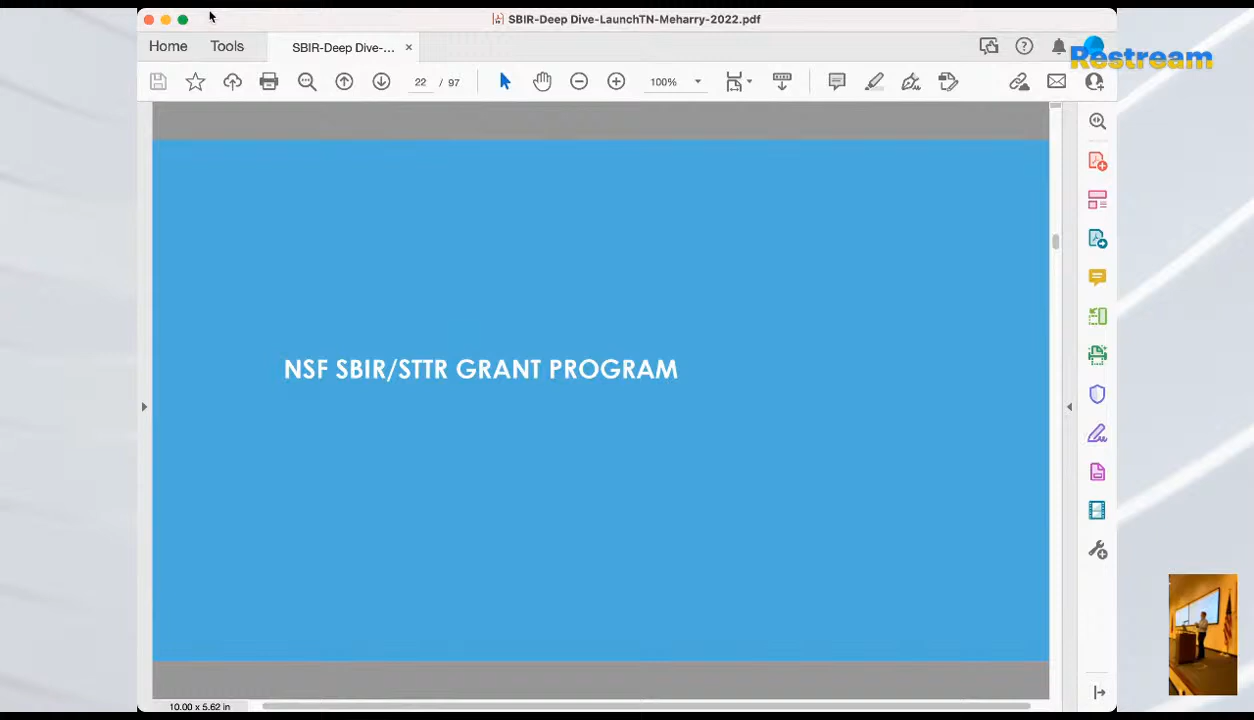 SBIR-Deep Dive-LaunchTN-Meharry-2022.pdf
Home
Tools
SBIR-Deep Dive-...
Restream
22 / 97
100%
NSF SBIR/STTR GRANT PROGRAM
10.00 x 5.62 in